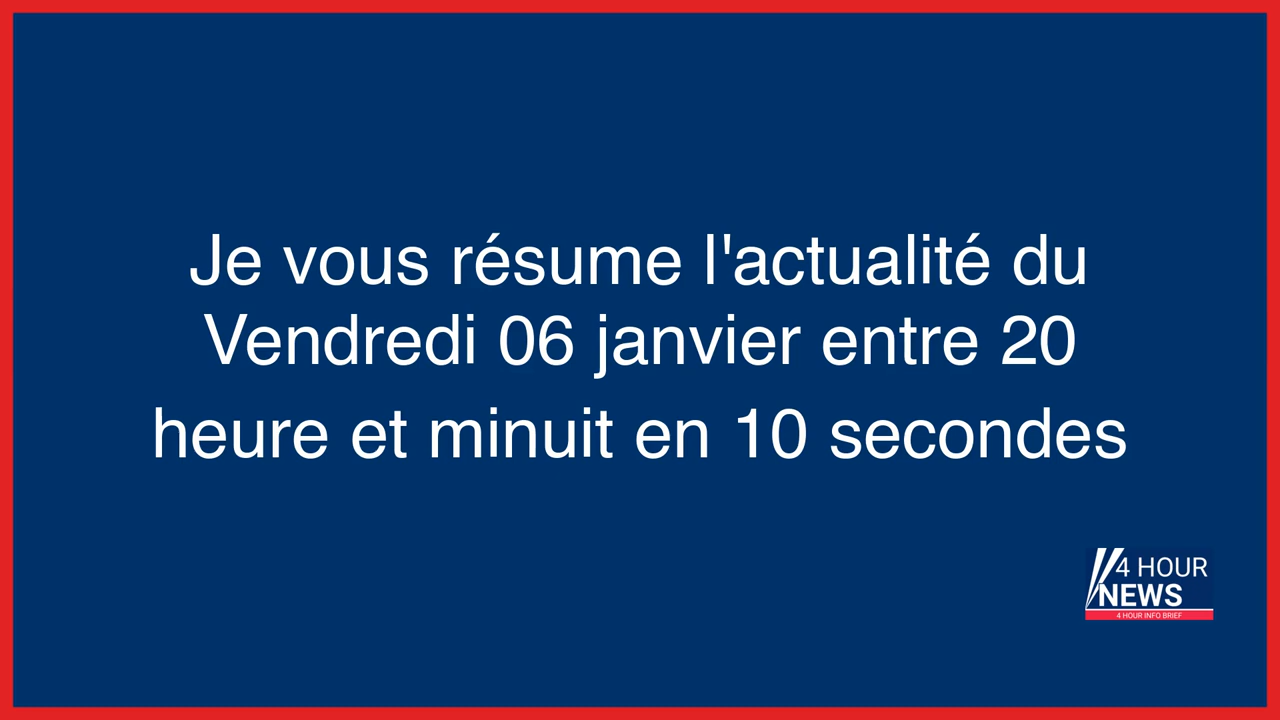 Je vous résume l'actualité du
Vendredi 06 janvier entre 20
heure et minuit en 10 secondes
4 HOUR
NEWS
4 HOUR INFO BRIEF